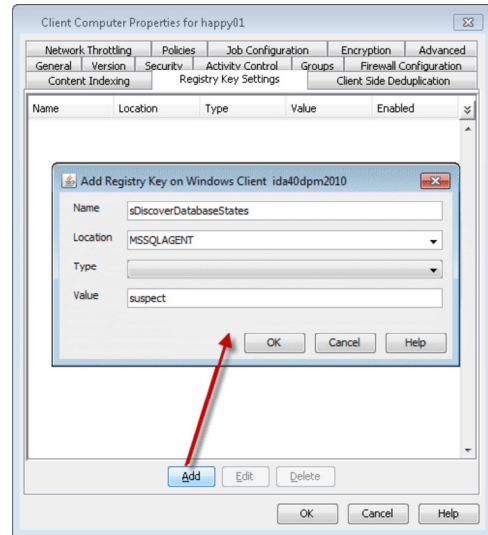 Client Computer Properties for happy01
Network Throttling Policies Job Configuration Encryption Advanced
General Version Security Activity Control Groups Firewall Configuration
Content Indexing Registry Key Settings Client Side Deduplication
Name Location Type Value Enabled
Add Registry Key on Windows Client ida40dpm2010
Name sDiscoverDatabaseStates
Location MSSQLAGENT
Type
Value suspect
OK Cancel Help
Add Edit Delete
OK Cancel Help